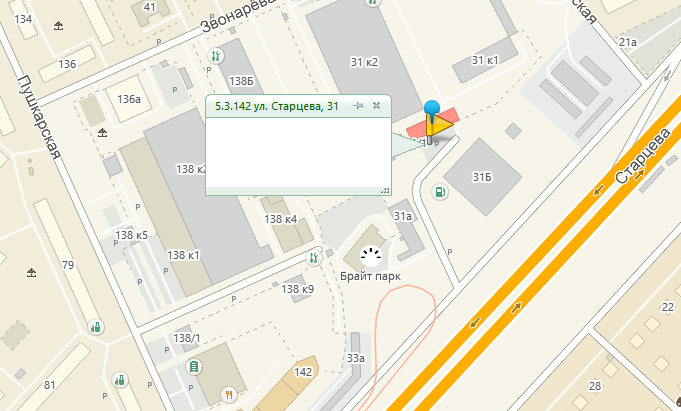 134
41
Звонарёва
P
136
31 к2
31 к1
21а
138Б
Пушкарская
136а
5.3.142 ул. Старцева, 31
Старцева
138 к2
31Б
138 к4
31а
138 к5
138 к1
79
Брайт парк
138 к9
22
138/1
33а
142
81
28